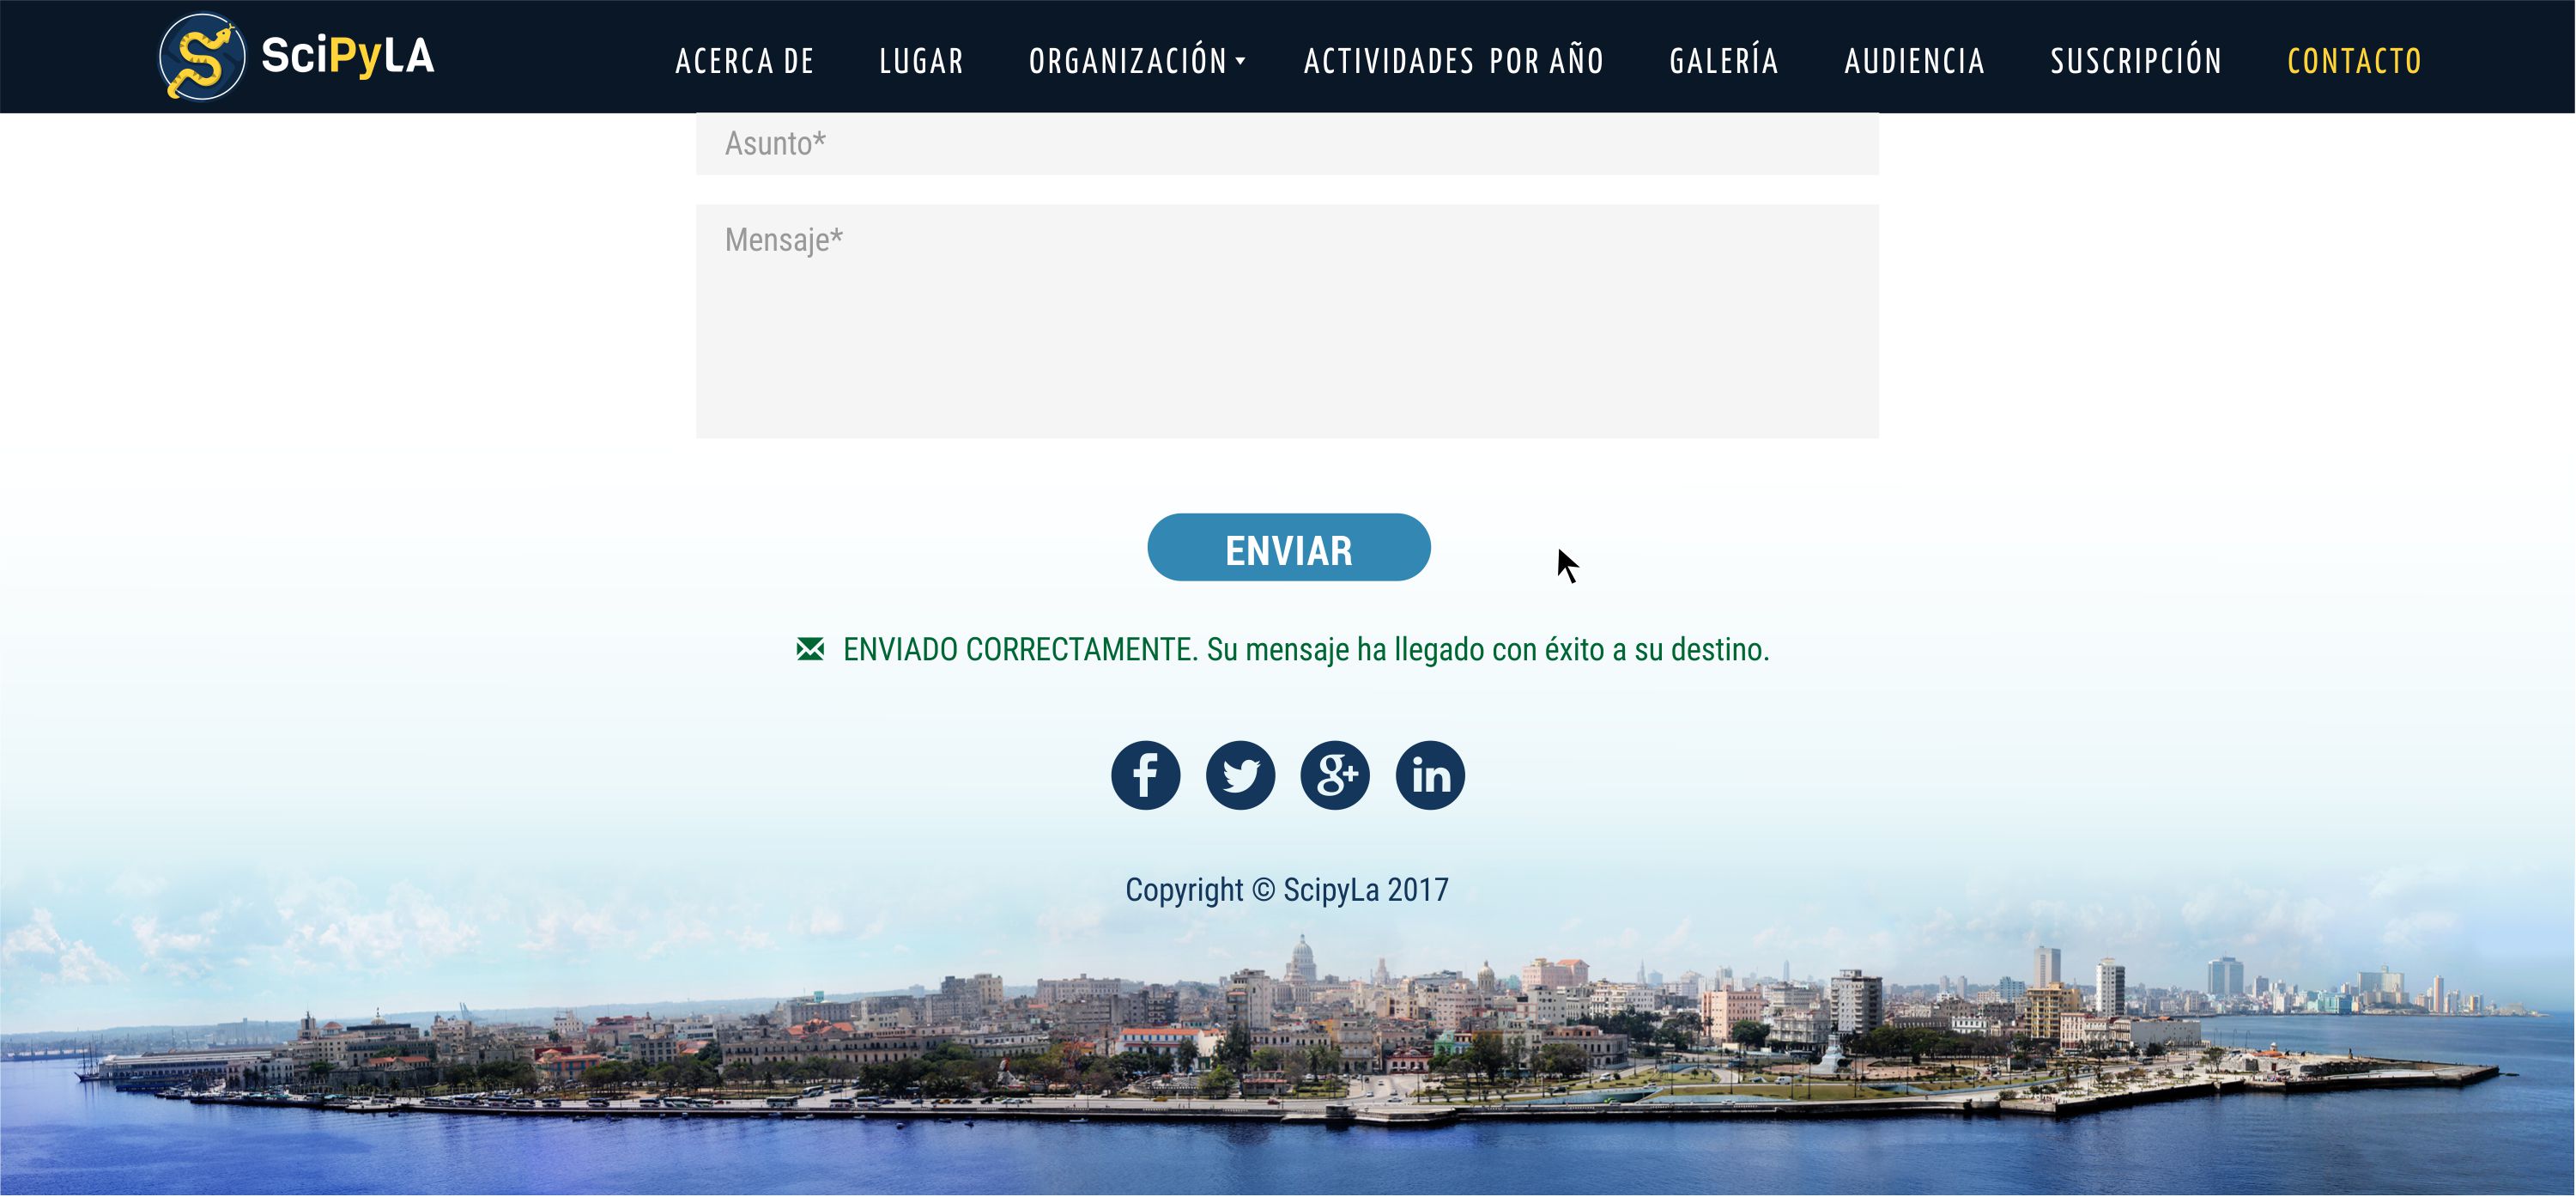 SciPyLA
ACERCA DE LUGAR ORGANIZACIÓN ACTIVIDADES POR AÑO GALERÍA AUDIENCIA SUSCRIPCIÓN CONTACTO
Asunto*
Mensaje*
ENVIAR
ENVIADO CORRECTAMENTE. Su mensaje ha llegado con éxito a su destino.
f g+ in
Copyright © ScipyLa 2017